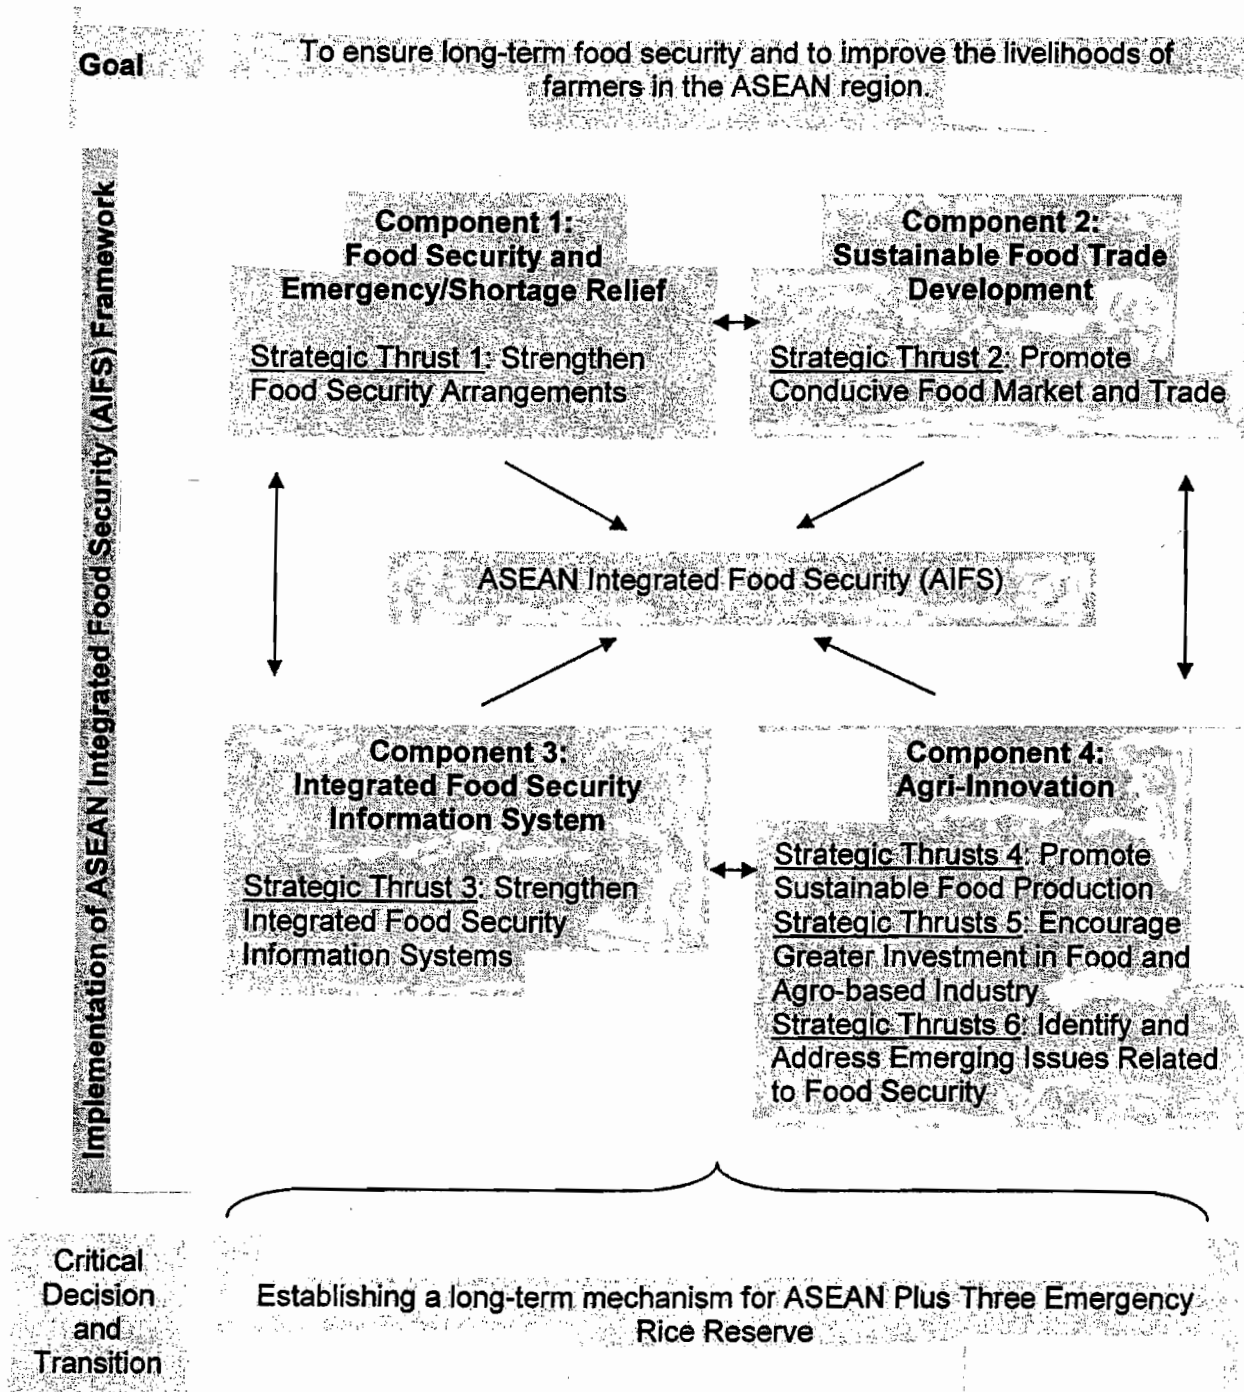 Goal
To ensure long-term food security and to improve the livelihoods of
farmers in the ASEAN region.
Implementation of ASEAN Integrated Food Security (AIFS) Framework
Component 1:
Food Security and
Emergency/Shortage Relief
Strategic Thrust 1: Strengthen
Food Security Arrangements
Component 2:
Sustainable Food Trade
Development
Strategic Thrust 2: Promote
Conducive Food Market and Trade
ASEAN Integrated Food Security (AIFS)
Component 3:
Integrated Food Security
Information System
Strategic Thrust 3: Strengthen
Integrated Food Security
Information Systems
Component 4:
Agri-Innovation
Strategic Thrusts 4: Promote
Sustainable Food Production
Strategic Thrusts 5: Encourage
Greater Investment in Food and
Agro-based Industry
Strategic Thrusts 6: Identify and
Address Emerging Issues Related
to Food Security
Critical
Decision
and
Transition
Establishing a long-term mechanism for ASEAN Plus Three Emergency
Rice Reserve